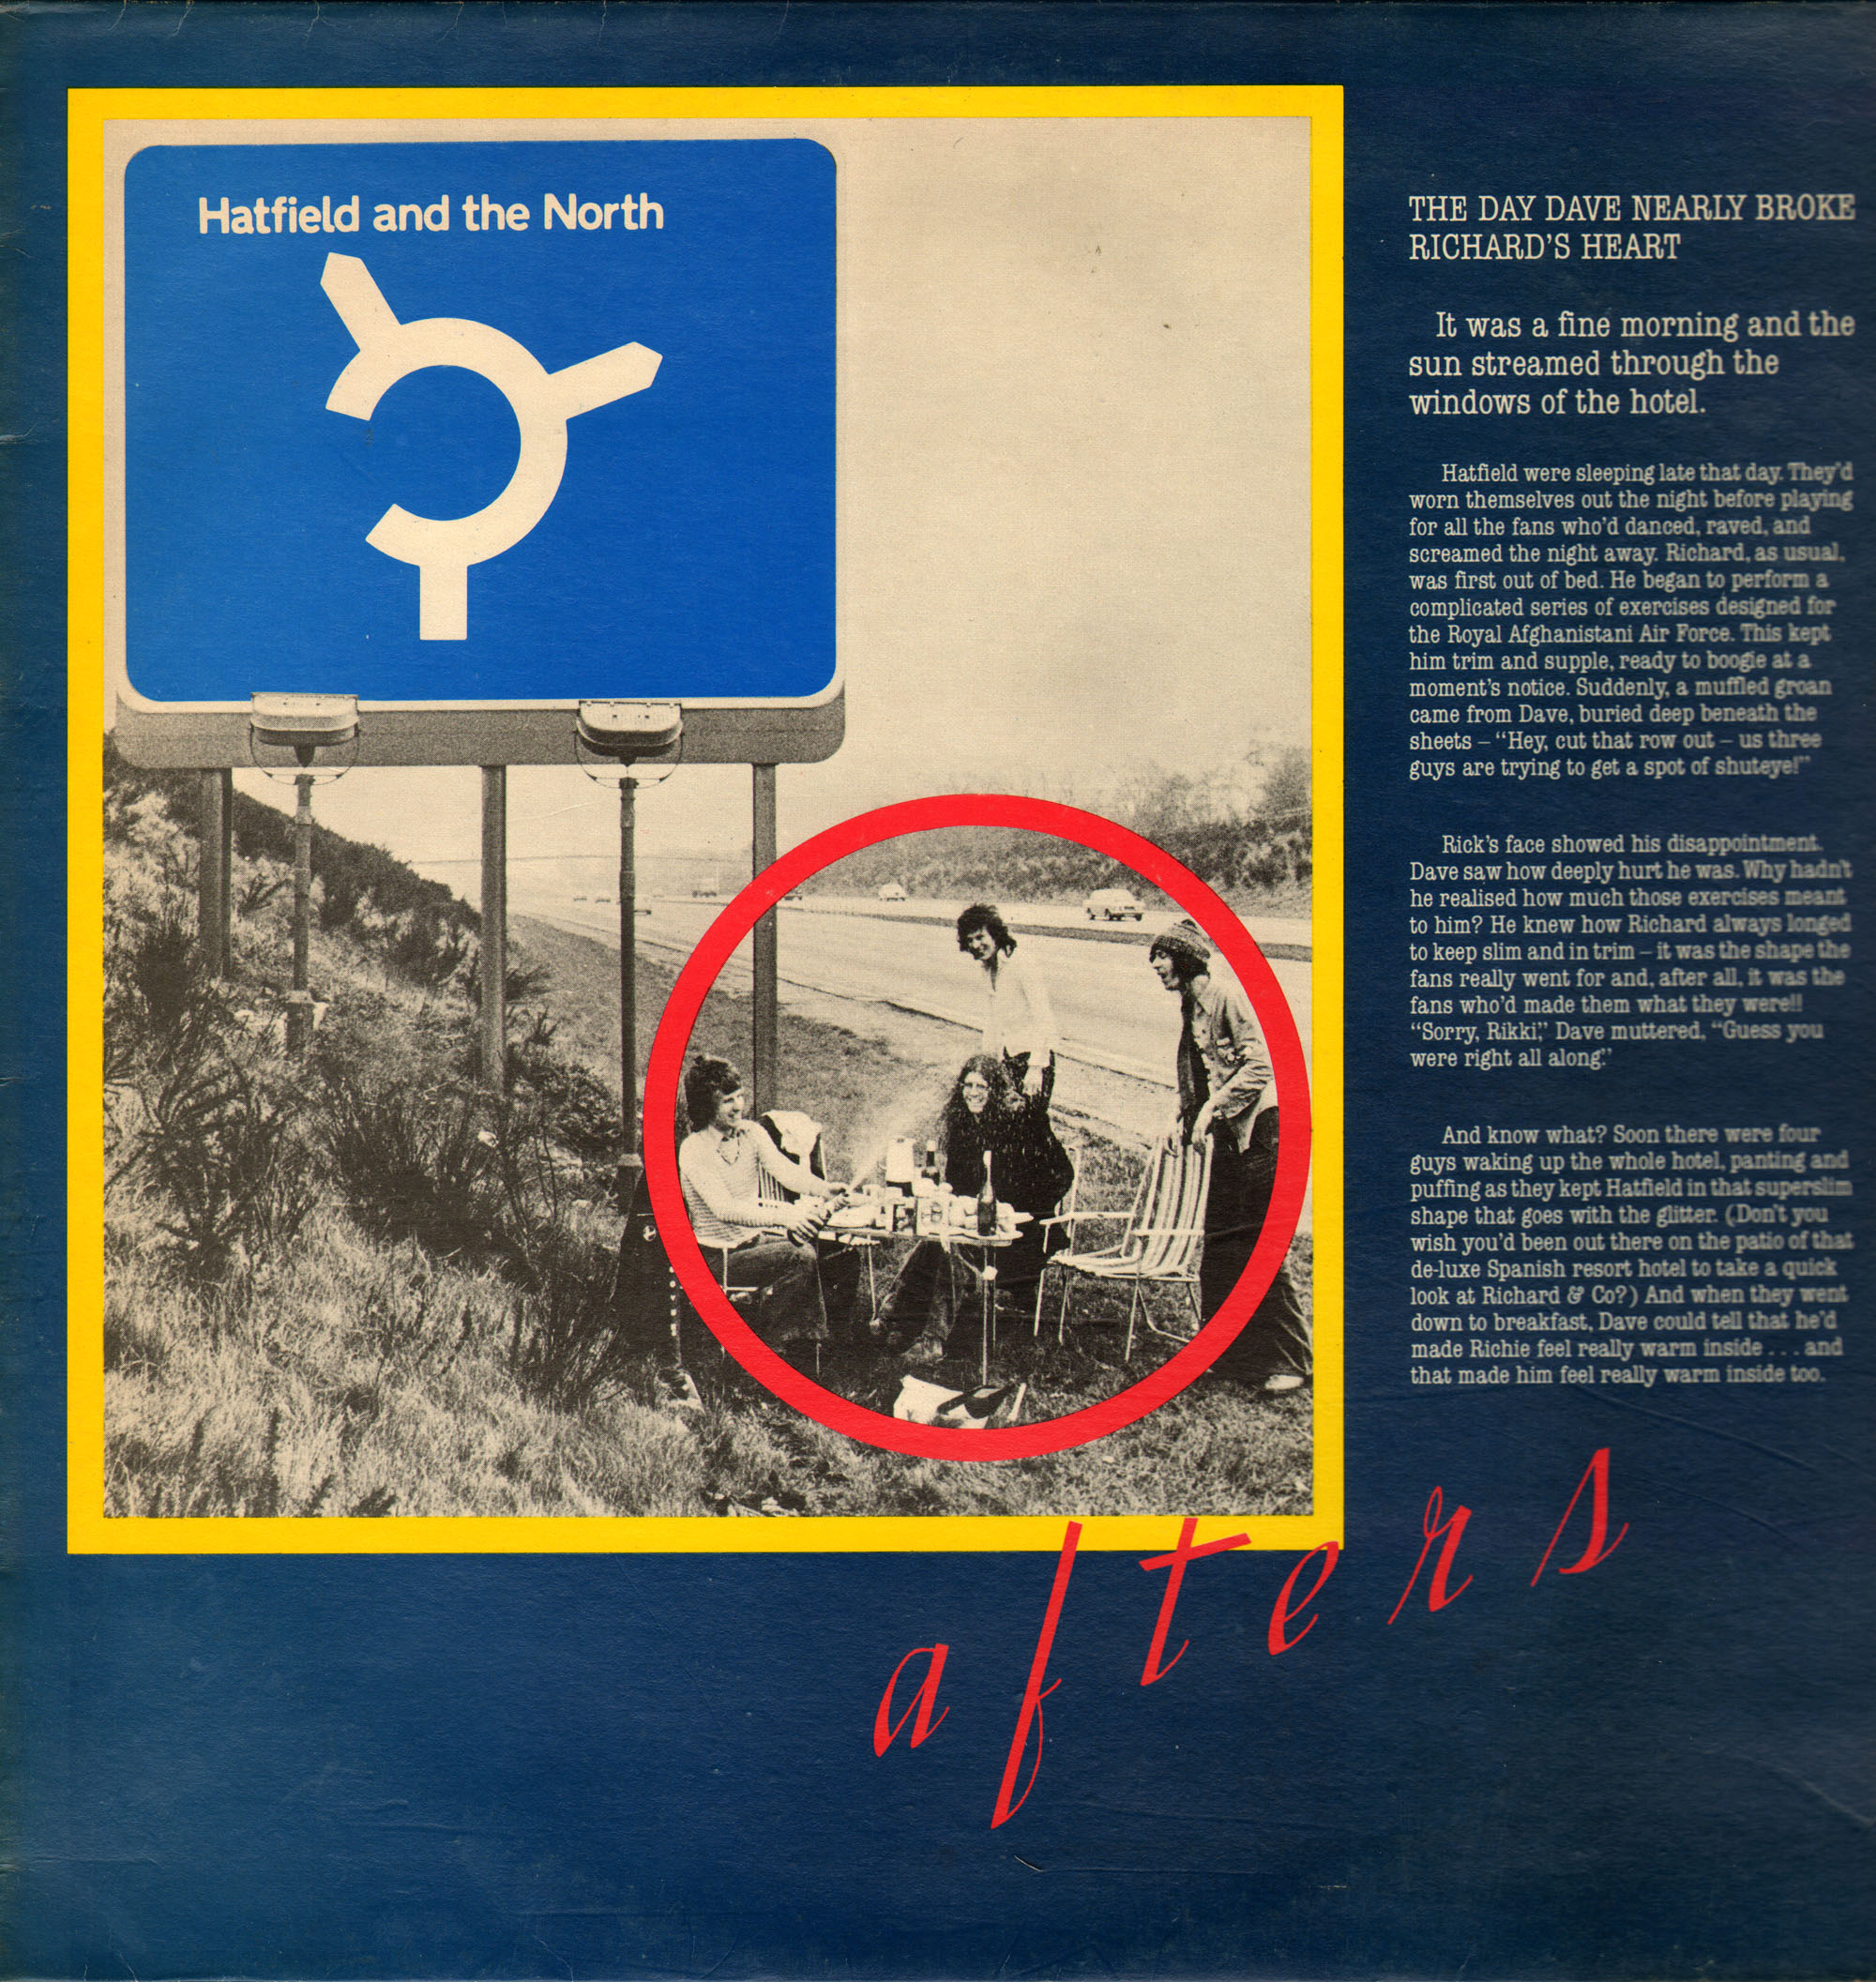 Hatfield and the North
THE DAY DAVE NEARLY BROKE
RICHARD'S HEART
It was a fine morning and the
sun streamed through the
windows of the hotel.
Hatfield were sleeping late that day. They'd
worn themselves out the night before playing
for all the fans who'd danced, raved, and
screamed the night away. Richard, as usual,
was first out of bed. He began to perform a
complicated series of exercises designed for
the Royal Afghanistani Air Force. This kept
him trim and supple, ready to boogie at a
moment's notice. Suddenly, a muffled groan
came from Dave, buried deep beneath the
sheets – “Hey, cut that row out – us three
guys are trying to get a spot of shuteye!”
Rick's face showed his disappointment.
Dave saw how deeply hurt he was. Why hadn't
he realised how much those exercises meant
to him? He knew how Richard always longed
to keep slim and in trim – it was the shape the
fans really went for and, after all, it was the
fans who'd made them what they were!!
“Sorry, Rikki,” Dave muttered, “Guess you
were right all along.”
And know what? Soon there were four
guys waking up the whole hotel, panting and
puffing as they kept Hatfield in that superslim
shape that goes with the glitter. (Don't you
wish you'd been out there on the patio of that
de-luxe Spanish resort hotel to take a quick
look at Richard & Co?) And when they went
down to breakfast, Dave could tell that he'd
made Richie feel really warm inside . . . and
that made him feel really warm inside too.
afters